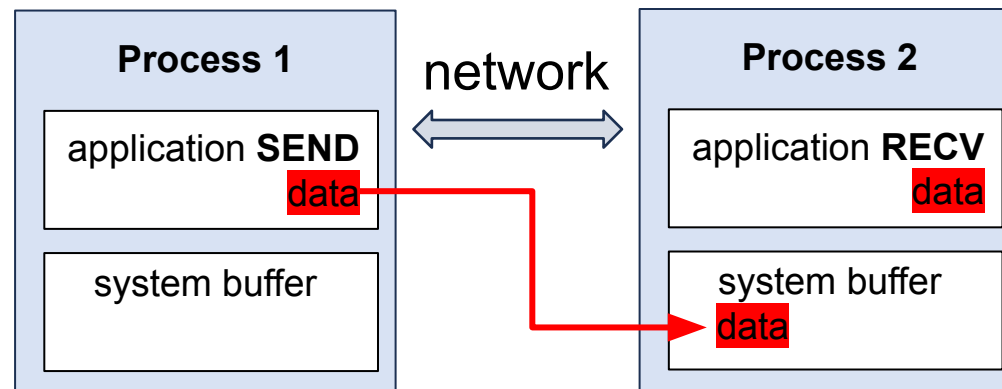 Process 1
application SEND
data
system buffer
network
Process 2
application RECV
data
system buffer
data